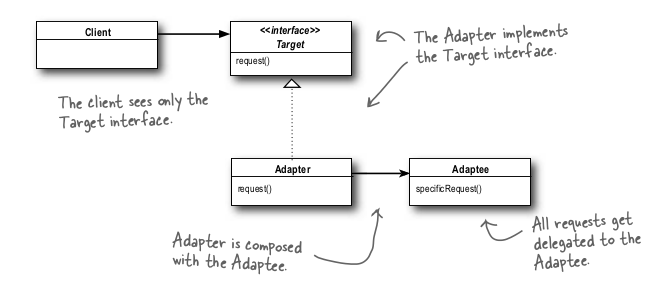 Client
<<interface>>
Target
request()
The Adapter implements
the Target interface.
The client sees only the
Target interface.
Adapter
request()
Adaptee
specificRequest()
Adapter is composed
with the Adaptee.
All requests get
delegated to the
Adaptee.